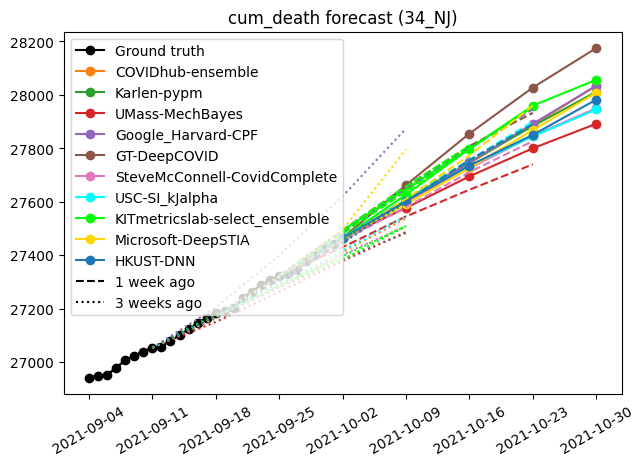 cum_death forecast (34_NJ)
28200
28000
27800
27600
27400
27200
27000
Ground truth
COVIDhub-ensemble
Karlen-pypm
UMass-MechBayes
Google_Harvard-CPF
GT-DeepCOVID
SteveMcConnell-CovidComplete
USC-SI_kJalpha
KITmetricslab-select_ensemble
Microsoft-DeepSTIA
HKUST-DNN
1 week ago
3 weeks ago
2021-09-04
2021-09-11
2021-09-18
2021-09-25
2021-10-02
2021-10-09
2021-10-16
2021-10-23
2021-10-30